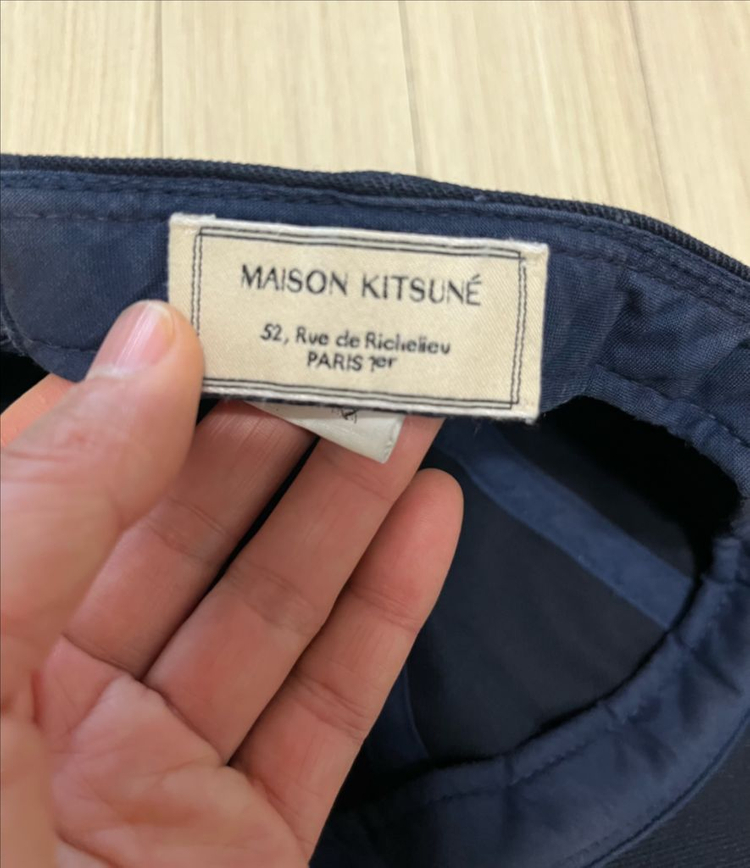 MAISON KITSUNÉ
52, Rue de Richelieu
PARIS 1er